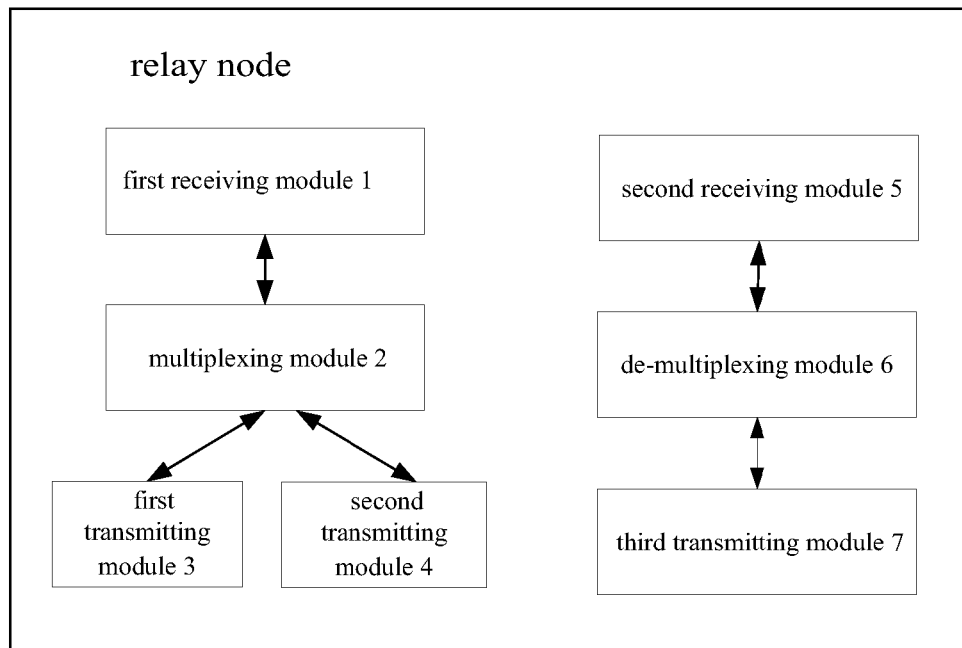 relay node
first receiving module 1
multiplexing module 2
first
transmitting
module 3
second
transmitting
module 4
second receiving module 5
de-multiplexing module 6
third transmitting module 7